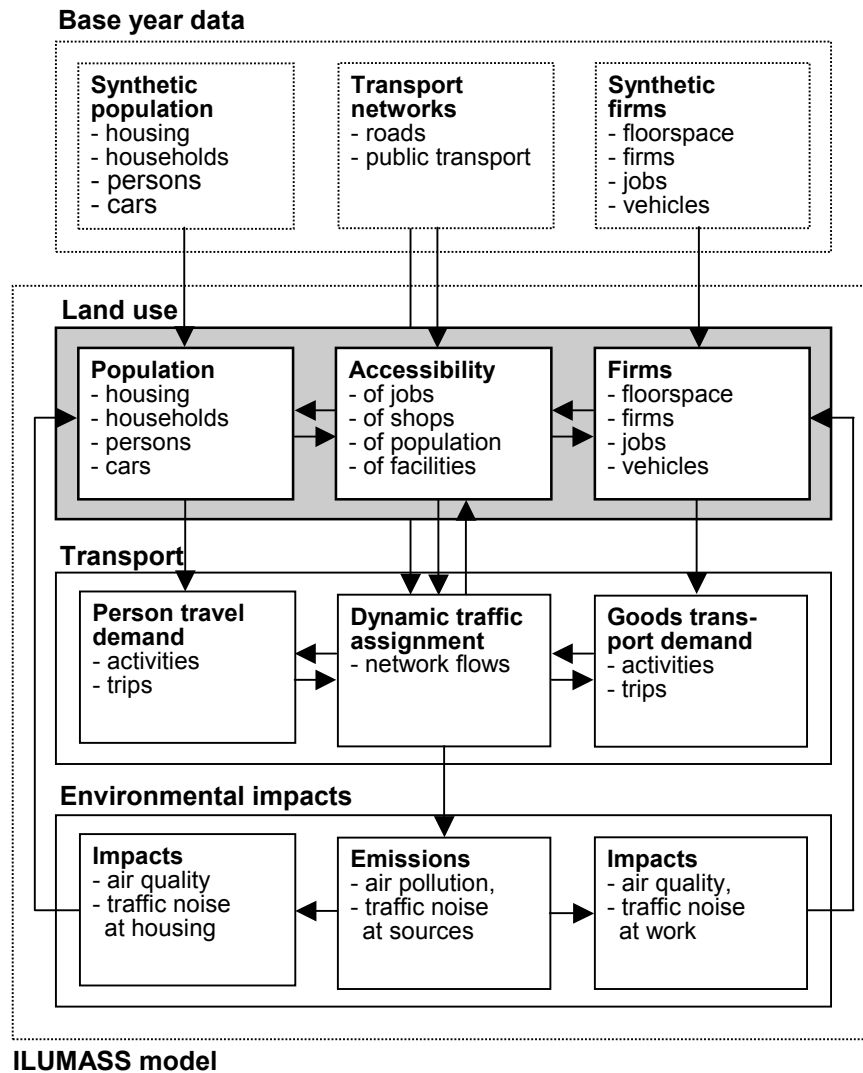 Base year data
Synthetic
population
- housing
- households
- persons
- cars
Transport
networks
- roads
- public transport
Synthetic
firms
- floorspace
- firms
- jobs
- vehicles
Land use
Population
- housing
- households
- persons
- cars
Accessibility
- of jobs
- of shops
- of population
- of facilities
Firms
- floorspace
- firms
- jobs
- vehicles
Transport
Person travel
demand
- activities
- trips
Dynamic traffic
assignment
- network flows
Goods trans-
port demand
- activities
- trips
Environmental impacts
Impacts
- air quality
- traffic noise
at housing
Emissions
- air pollution,
- traffic noise
at sources
Impacts
- air quality,
- traffic noise
at work
ILUMASS model